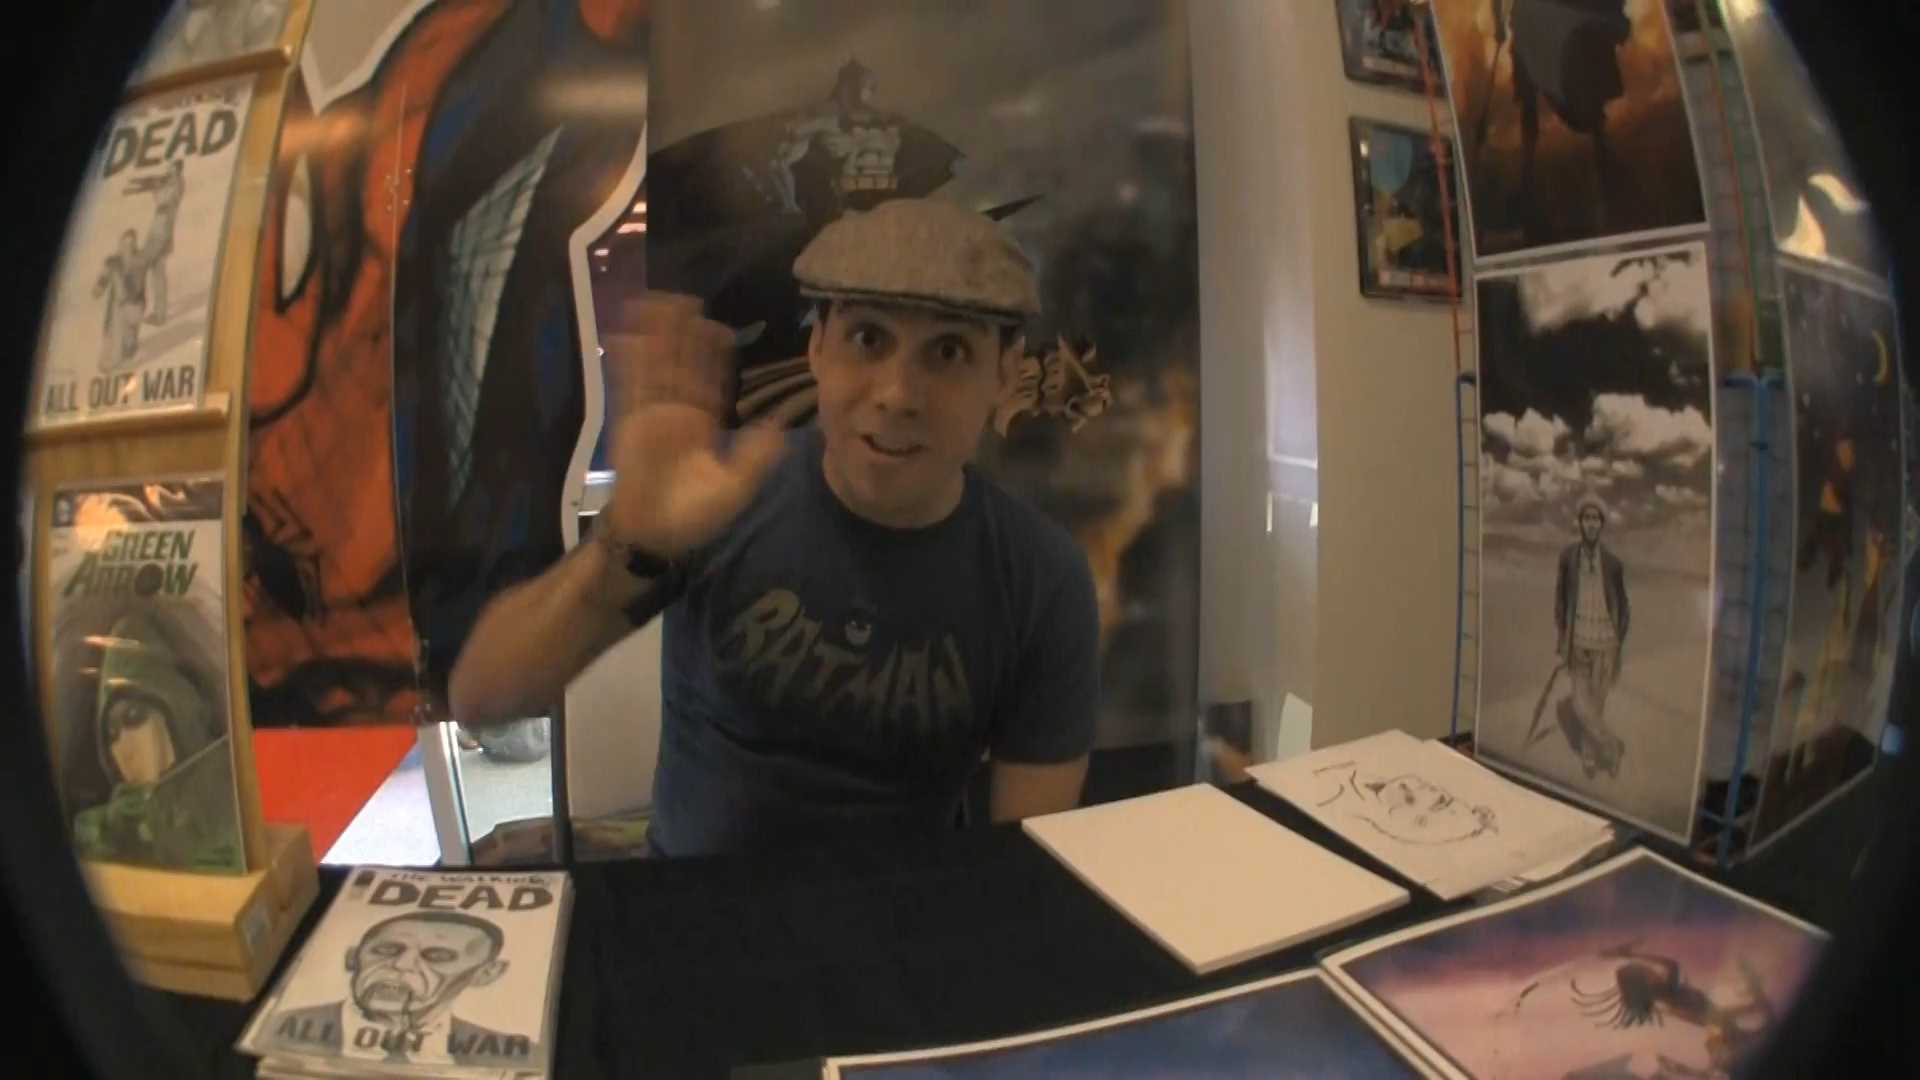 DEAD
ALL OUT WAR
GREEN
ARROW
BATMAN
THE WALKING
DEAD
ALL OUT WAR